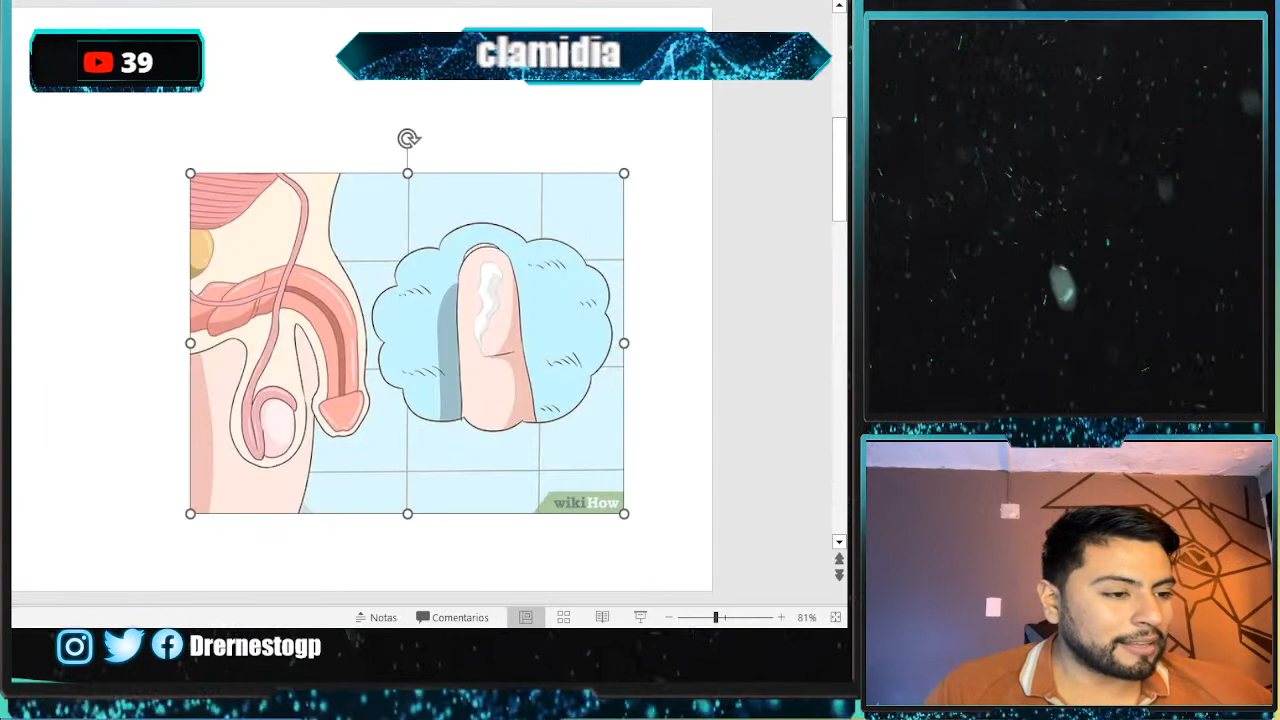 39
clamidia
wikiHow
Notas
Comentarios
81%
Drernestogp